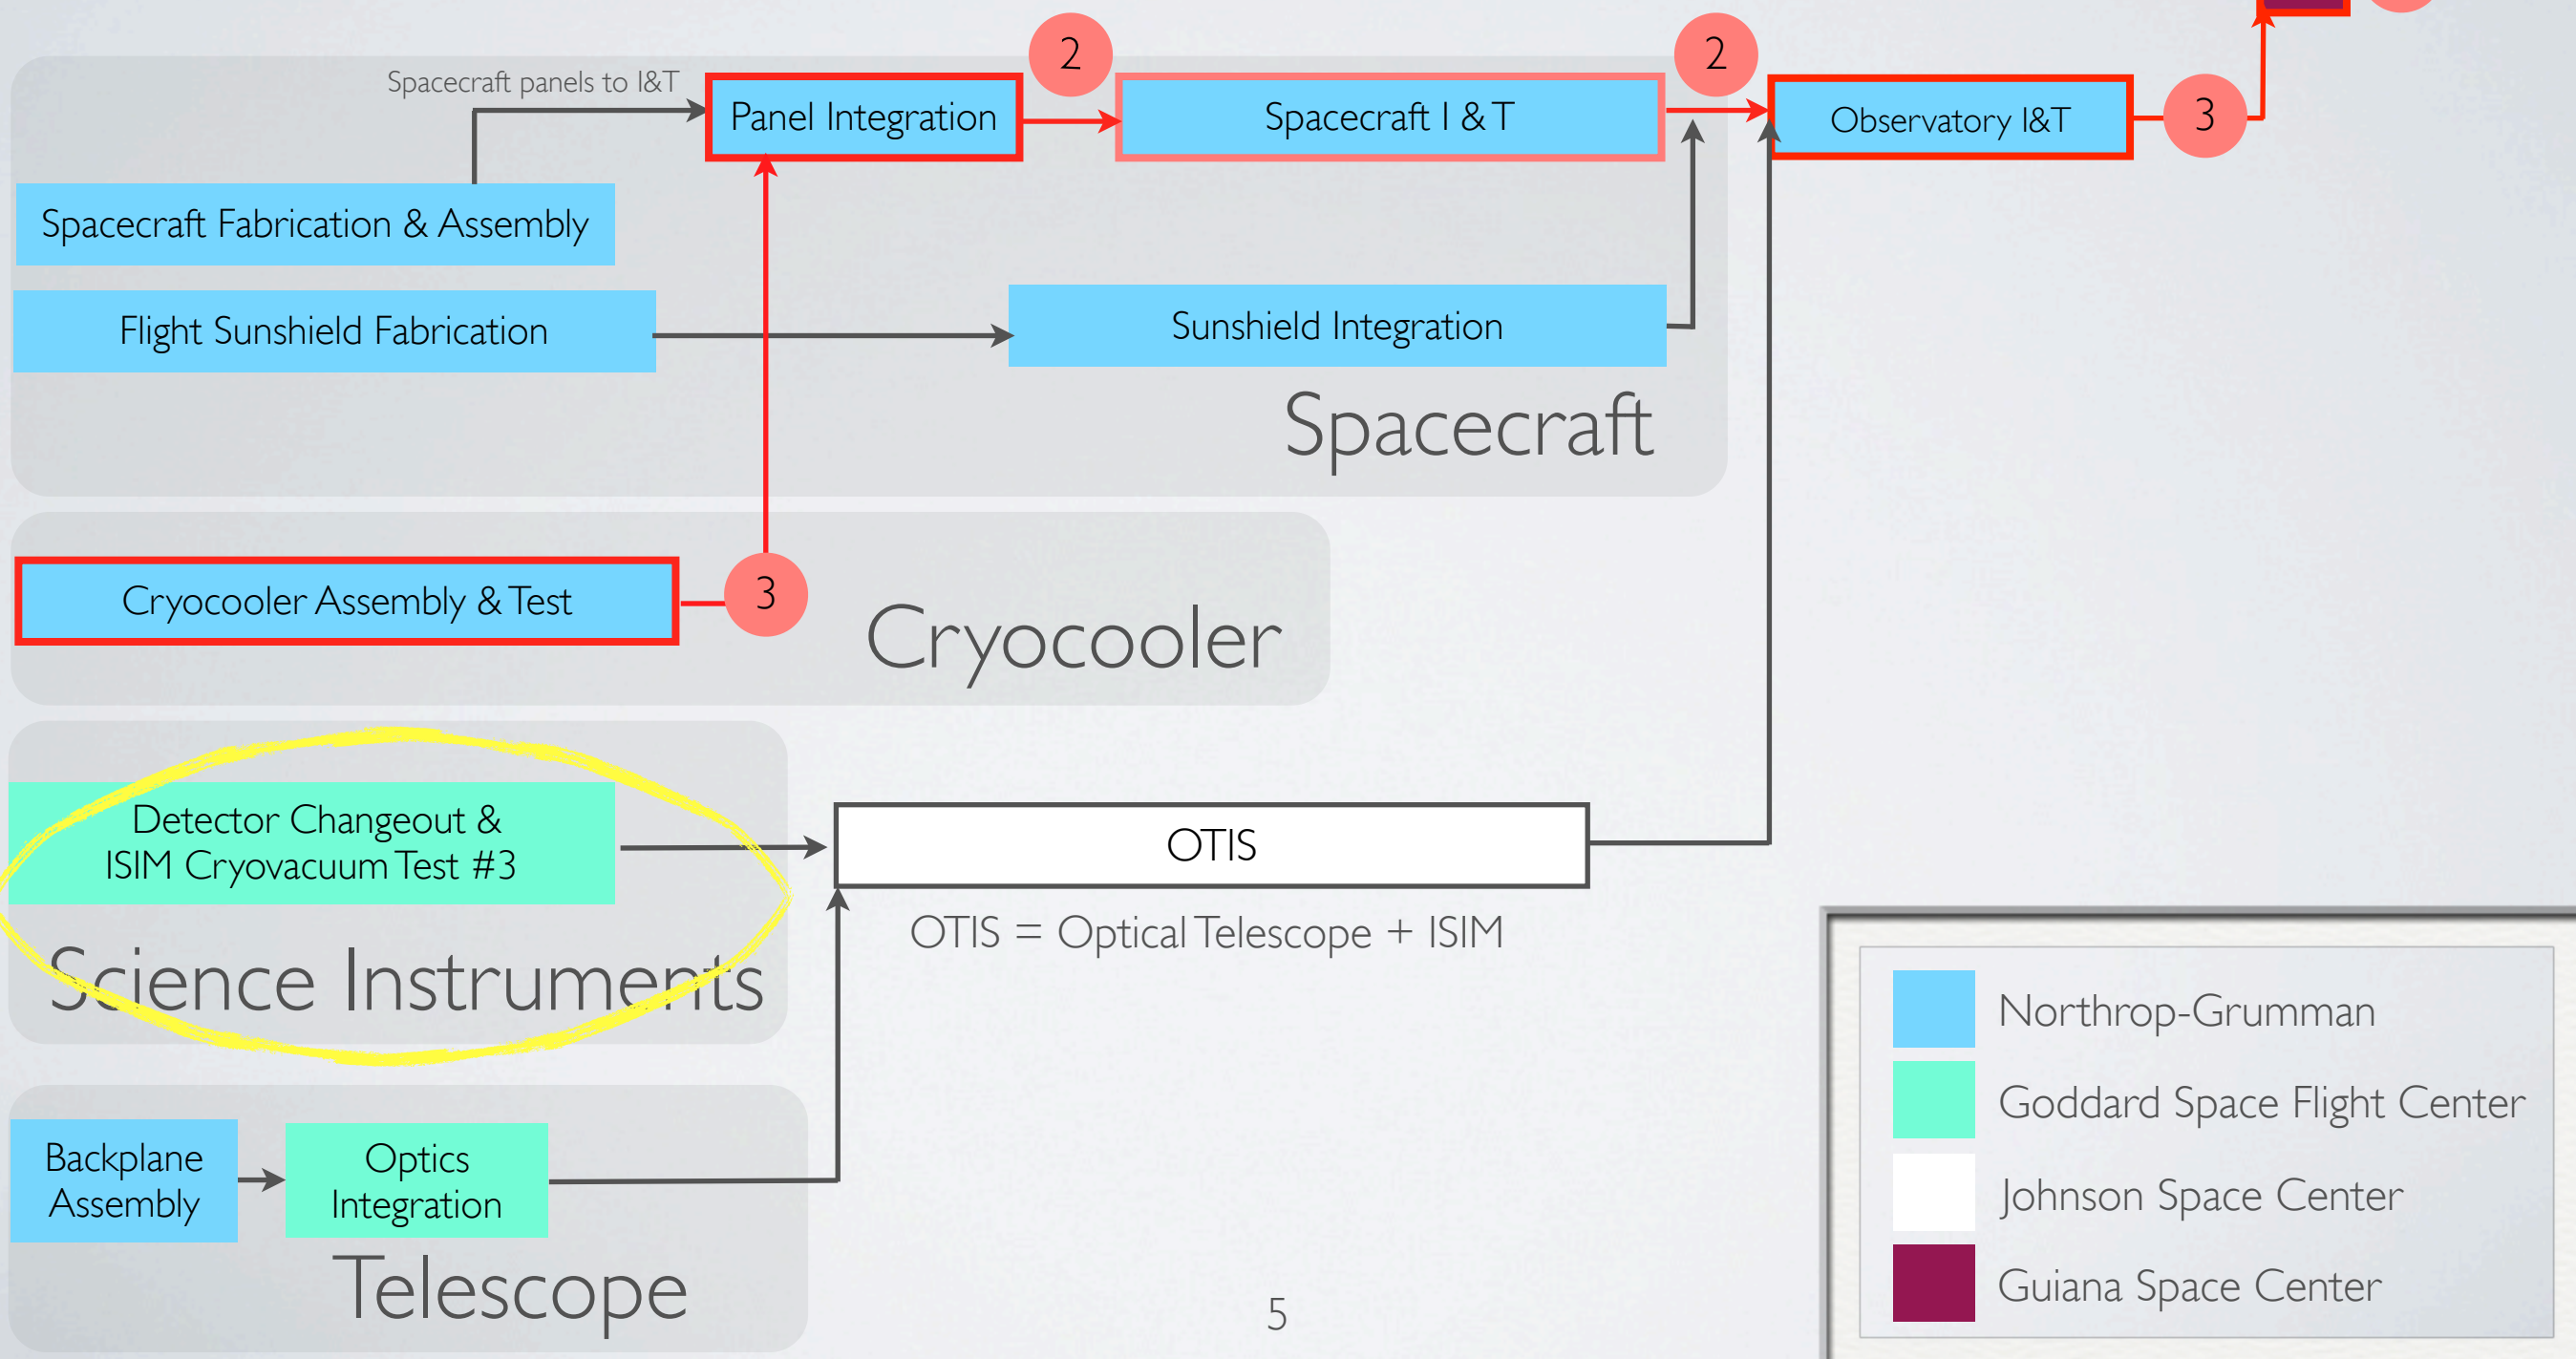 2
2
Spacecraft panels to I&T
Panel Integration
Spacecraft I & T
Observatory I&T
3
Spacecraft Fabrication & Assembly
Flight Sunshield Fabrication
Sunshield Integration
Spacecraft
Cryocooler Assembly & Test
3
Cryocooler
Detector Changeout &
ISIM Cryovacuum Test #3
OTIS
OTIS = Optical Telescope + ISIM
Science Instruments
Backplane
Assembly
Optics
Integration
Telescope
Northrop-Grumman
Goddard Space Flight Center
Johnson Space Center
Guiana Space Center
5